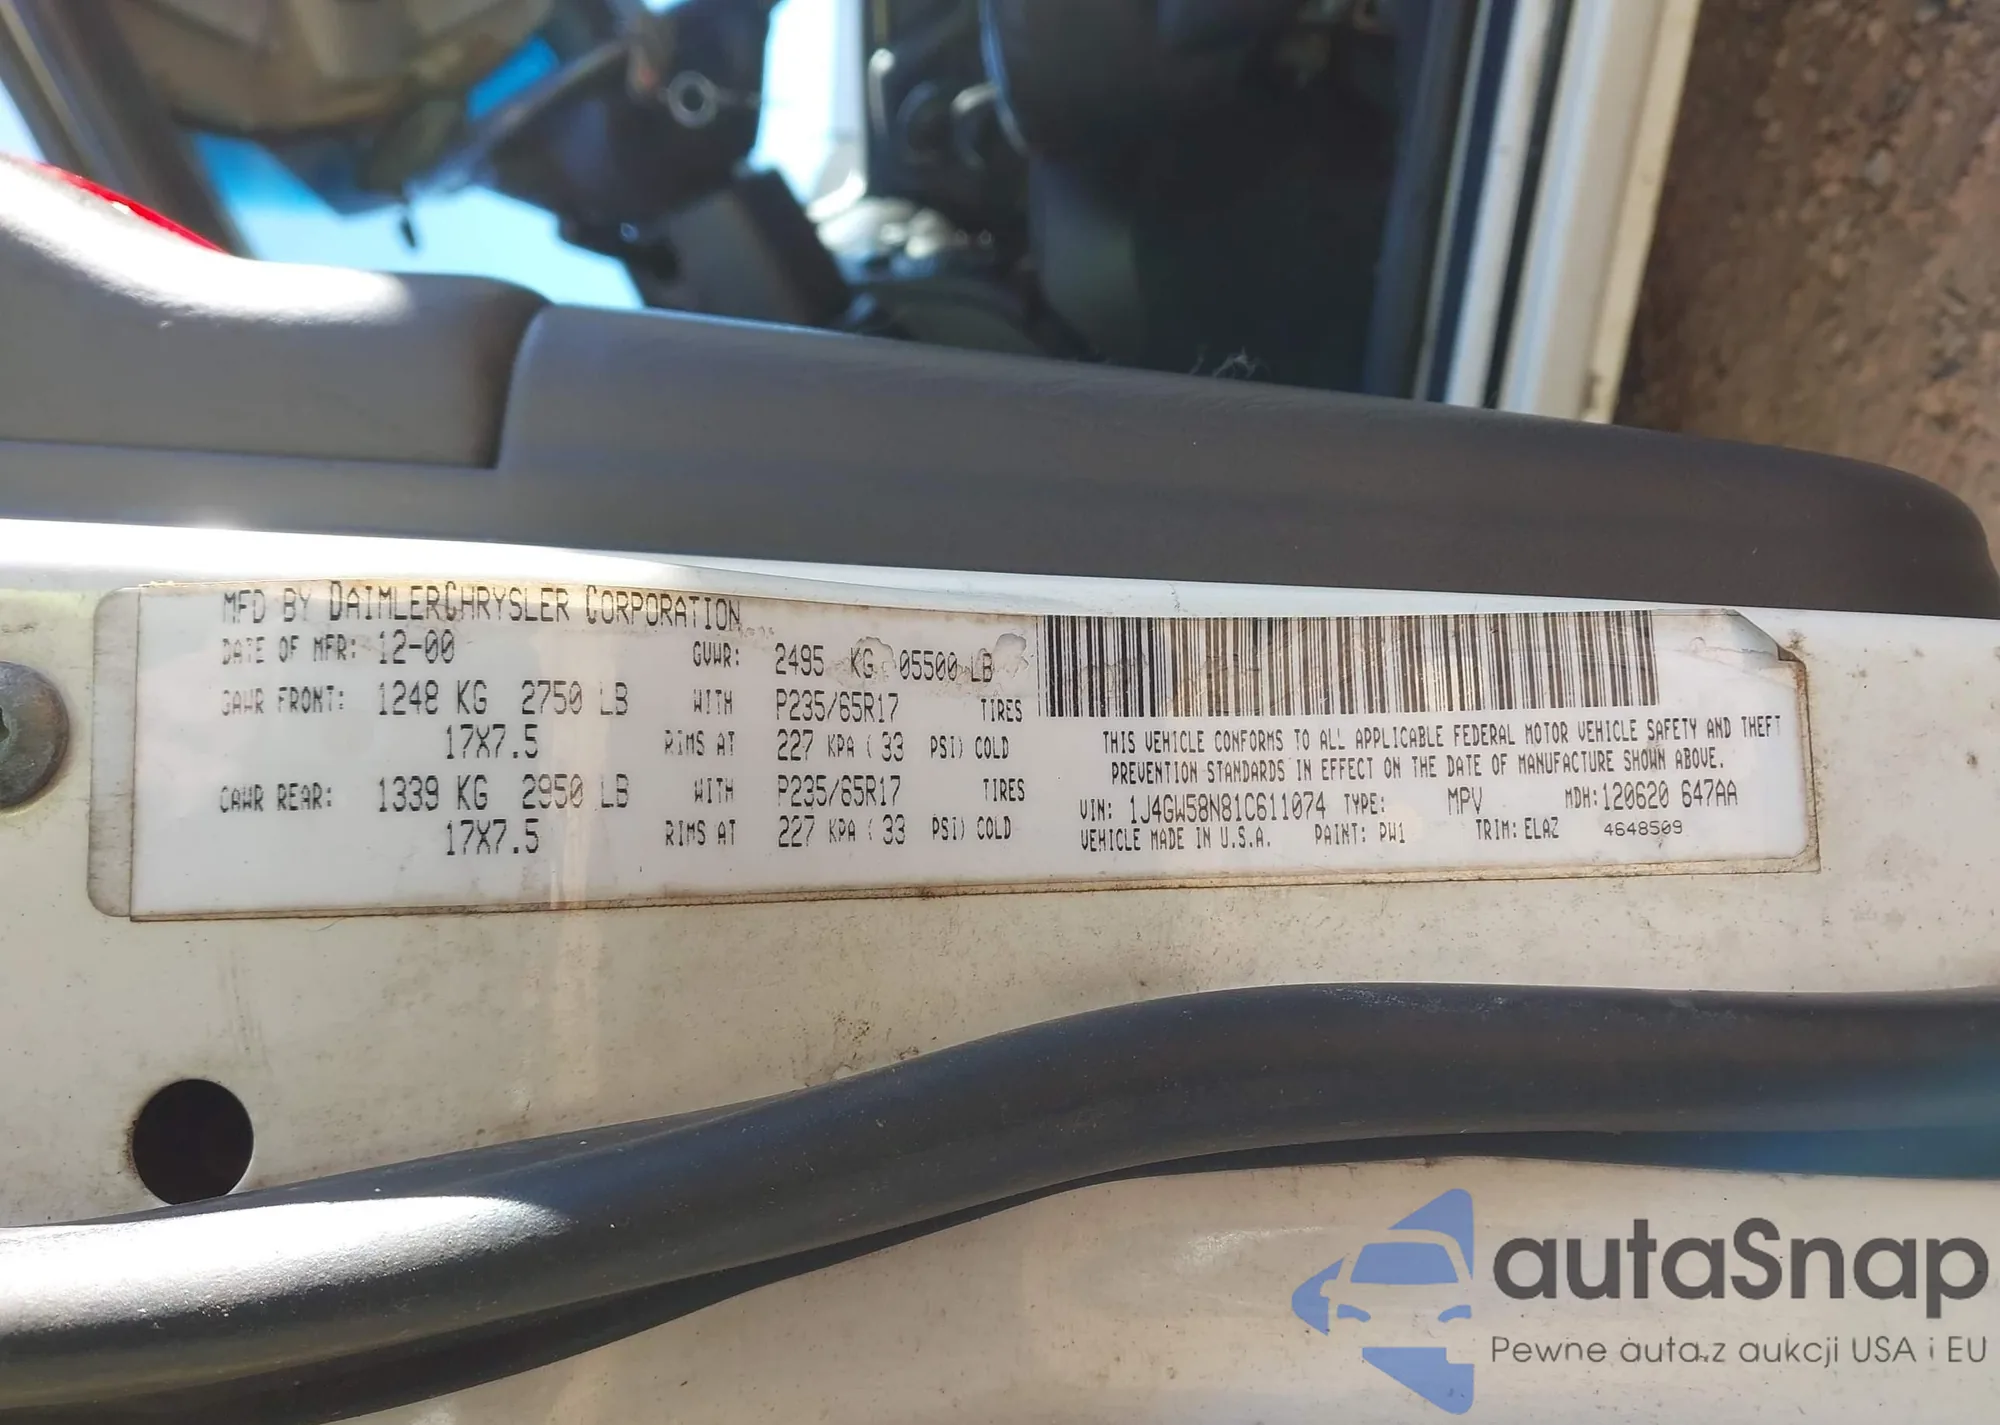 MFD BY DAIMLERCHRYSLER CORPORATION
DATE OF MFR: 12-00 GVWR: 2495 KG 05500 LB
GAWR FRONT: 1248 KG 2750 LB WITH P235/65R17 TIRES
17X7.5 RIMS AT 227 KPA ( 33 PSI) COLD
GAWR REAR: 1339 KG 2950 LB WITH P235/65R17 TIRES
17X7.5 RIMS AT 227 KPA ( 33 PSI) COLD
THIS VEHICLE CONFORMS TO ALL APPLICABLE FEDERAL MOTOR VEHICLE SAFETY AND THEFT
PREVENTION STANDARDS IN EFFECT ON THE DATE OF MANUFACTURE SHOWN ABOVE.
VIN: 1J4GW58N81C611074 TYPE: MPV MDH: 120620 647AA
VEHICLE MADE IN U.S.A. PAINT: PW1 TRIM: ELAZ 4648509
autaSnap
Pewne auta z aukcji USA i EU